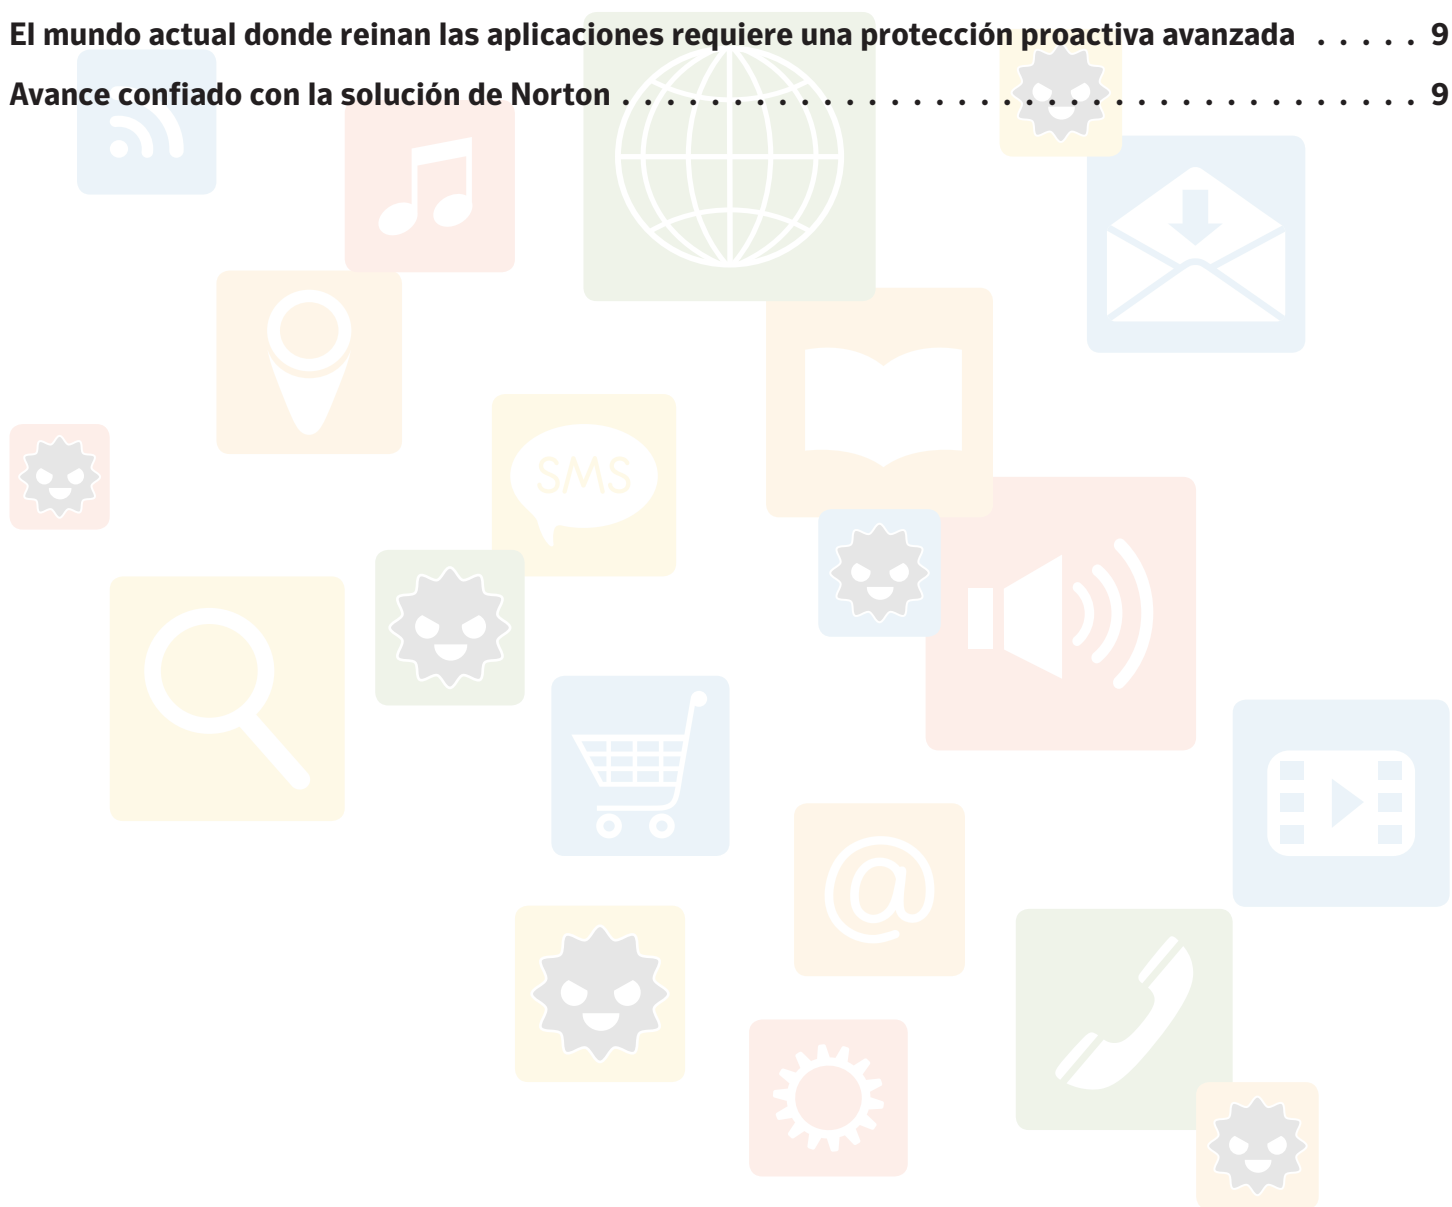 El mundo actual donde reinan las aplicaciones requiere una protección proactiva avanzada . . . . . 9
Avance confiado con la solución de Norton . . . . . . . . . . . . . . . . . . . . . . . . . . . . . . . . . . . . . . . . . . . . 9
SMS
@